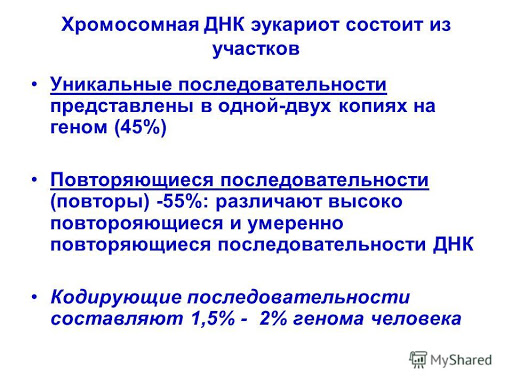 Хромосомная ДНК эукариот состоит из
участков
• Уникальные последовательности
представлены в одной-двух копиях на
геном (45%)
• Повторяющиеся последовательности
(повторы) -55%: различают высоко
повторояющиеся и умеренно
повторяющиеся последовательности ДНК
• Кодирующие последовательности
составляют 1,5% - 2% генома человека
MyShared